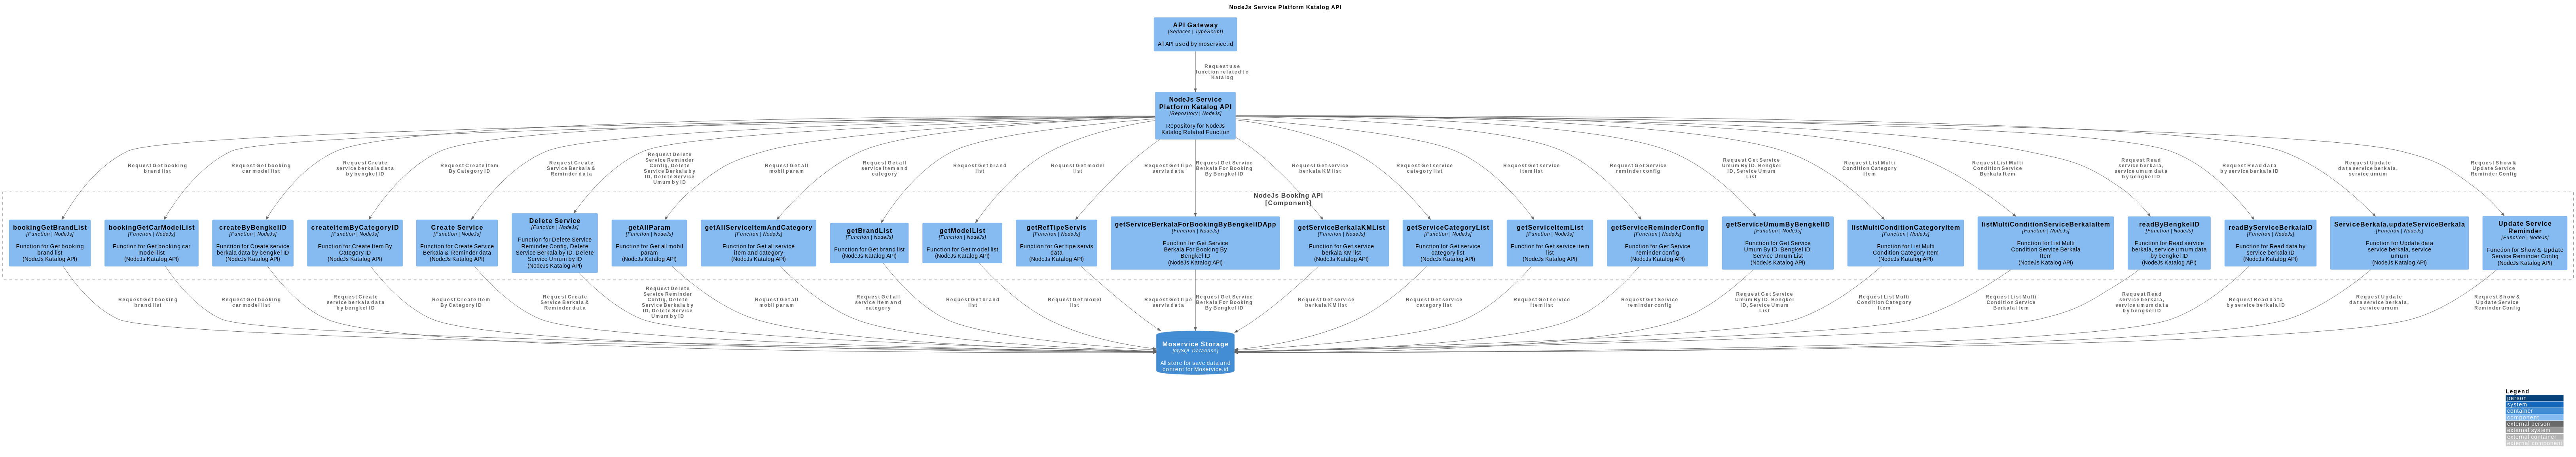 NodeJs Service Platform Katalog API
API Gateway
[Services | TypeScript]
All API used by moservice.id
Request use
function related to
Katalog
NodeJs Service
Platform Katalog API
[Repository | NodeJs]
Repository for NodeJs
Katalog Related Function
Request Get booking
brand list
Request Get booking
car model list
Request Create
service berkala data
by bengkel ID
Request Create Item
By Category ID
Request Create
Service Berkala &
Reminder data
Request Delete
Service Reminder
Config, Delete
Service Berkala by
ID, Delete Service
Umum by ID
Request Get all
mobil param
Request Get all
service item and
category
Request Get brand
list
Request Get model
list
Request Get tipe
servis data
Request Get Service
Berkala For Booking
By Bengkel ID
Request Get service
berkala KM list
Request Get service
category list
Request Get service
item list
Request Get Service
reminder config
Request Get Service
Umum By ID, Bengkel
ID, Service Umum
List
Request List Multi
Condition Category
Item
Request List Multi
Condition Service
Berkala Item
Request Read
service berkala,
service umum data
by bengkel ID
Request Read data
by service berkala ID
Request Update
data service berkala,
service umum
Request Show &
Update Service
Reminder Config
NodeJs Booking API
[Component]
bookingGetBrandList
[Function | NodeJs]
Function for Get booking
brand list
(NodeJs Katalog API)
bookingGetCarModelList
[Function | NodeJs]
Function for Get booking car
model list
(NodeJs Katalog API)
createByBengkelID
[Function | NodeJs]
Function for Create service
berkala data by bengkel ID
(NodeJs Katalog API)
createItemByCategoryID
[Function | NodeJs]
Function for Create Item By
Category ID
(NodeJs Katalog API)
Create Service
[Function | NodeJs]
Function for Create Service
Berkala & Reminder data
(NodeJs Katalog API)
Delete Service
[Function | NodeJs]
Function for Delete Service
Reminder Config, Delete
Service Berkala by ID, Delete
Service Umum by ID
(NodeJs Katalog API)
getAllParam
[Function | NodeJs]
Function for Get all mobil
param
(NodeJs Katalog API)
getAllServiceItemAndCategory
[Function | NodeJs]
Function for Get all service
item and category
(NodeJs Katalog API)
getBrandList
[Function | NodeJs]
Function for Get brand list
(NodeJs Katalog API)
getModelList
[Function | NodeJs]
Function for Get model list
(NodeJs Katalog API)
getRefTipeServis
[Function | NodeJs]
Function for Get tipe servis
data
(NodeJs Katalog API)
getServiceBerkalaForBookingByBengkelIDApp
[Function | NodeJs]
Function for Get Service
Berkala For Booking By
Bengkel ID
(NodeJs Katalog API)
getServiceBerkalaKMList
[Function | NodeJs]
Function for Get service
berkala KM list
(NodeJs Katalog API)
getServiceCategoryList
[Function | NodeJs]
Function for Get service
category list
(NodeJs Katalog API)
getServiceItemList
[Function | NodeJs]
Function for Get service item
list
(NodeJs Katalog API)
getServiceReminderConfig
[Function | NodeJs]
Function for Get Service
reminder config
(NodeJs Katalog API)
getServiceUmumByBengkelID
[Function | NodeJs]
Function for Get Service
Umum By ID, Bengkel ID,
Service Umum List
(NodeJs Katalog API)
listMultiConditionCategoryItem
[Function | NodeJs]
Function for List Multi
Condition Category Item
(NodeJs Katalog API)
listMultiConditionServiceBerkalaItem
[Function | NodeJs]
Function for List Multi
Condition Service Berkala
Item
(NodeJs Katalog API)
readByBengkelID
[Function | NodeJs]
Function for Read service
berkala, service umum data
by bengkel ID
(NodeJs Katalog API)
readByServiceBerkalaID
[Function | NodeJs]
Function for Read data by
service berkala ID
(NodeJs Katalog API)
ServiceBerkala.updateServiceBerkala
[Function | NodeJs]
Function for Update data
service berkala, service
umum
(NodeJs Katalog API)
Update Service
Reminder
[Function | NodeJs]
Function for Show & Update
Service Reminder Config
(NodeJs Katalog API)
Request Get booking
brand list
Request Get booking
car model list
Request Create
service berkala data
by bengkel ID
Request Create Item
By Category ID
Request Create
Service Berkala &
Reminder data
Request Delete
Service Reminder
Config, Delete
Service Berkala by
ID, Delete Service
Umum by ID
Request Get all
mobil param
Request Get all
service item and
category
Request Get brand
list
Request Get model
list
Request Get tipe
servis data
Request Get Service
Berkala For Booking
By Bengkel ID
Request Get service
berkala KM list
Request Get service
category list
Request Get service
item list
Request Get Service
reminder config
Request Get Service
Umum By ID, Bengkel
ID, Service Umum
List
Request List Multi
Condition Category
Item
Request List Multi
Condition Service
Berkala Item
Request Read
service berkala,
service umum data
by bengkel ID
Request Read data
by service berkala ID
Request Update
data service berkala,
service umum
Request Show &
Update Service
Reminder Config
Moservice Storage
[mySQL Database]
All store for save data and
content for Moservice.id
Legend
person
system
container
component
external person
external system
external container
external component